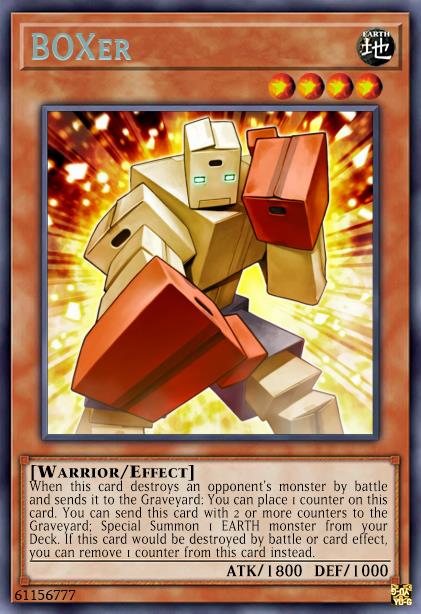 BOXER
EARTH
地
[WARRIOR/EFFECT]
When this card destroys an opponent's monster by battle
and sends it to the Graveyard: You can place 1 counter on this
card. You can send this card with 2 or more counters to the
Graveyard; Special Summon 1 EARTH monster from your
Deck. If this card would be destroyed by battle or card effect,
you can remove 1 counter from this card instead.
ATK/1800 DEF/1000
61156777